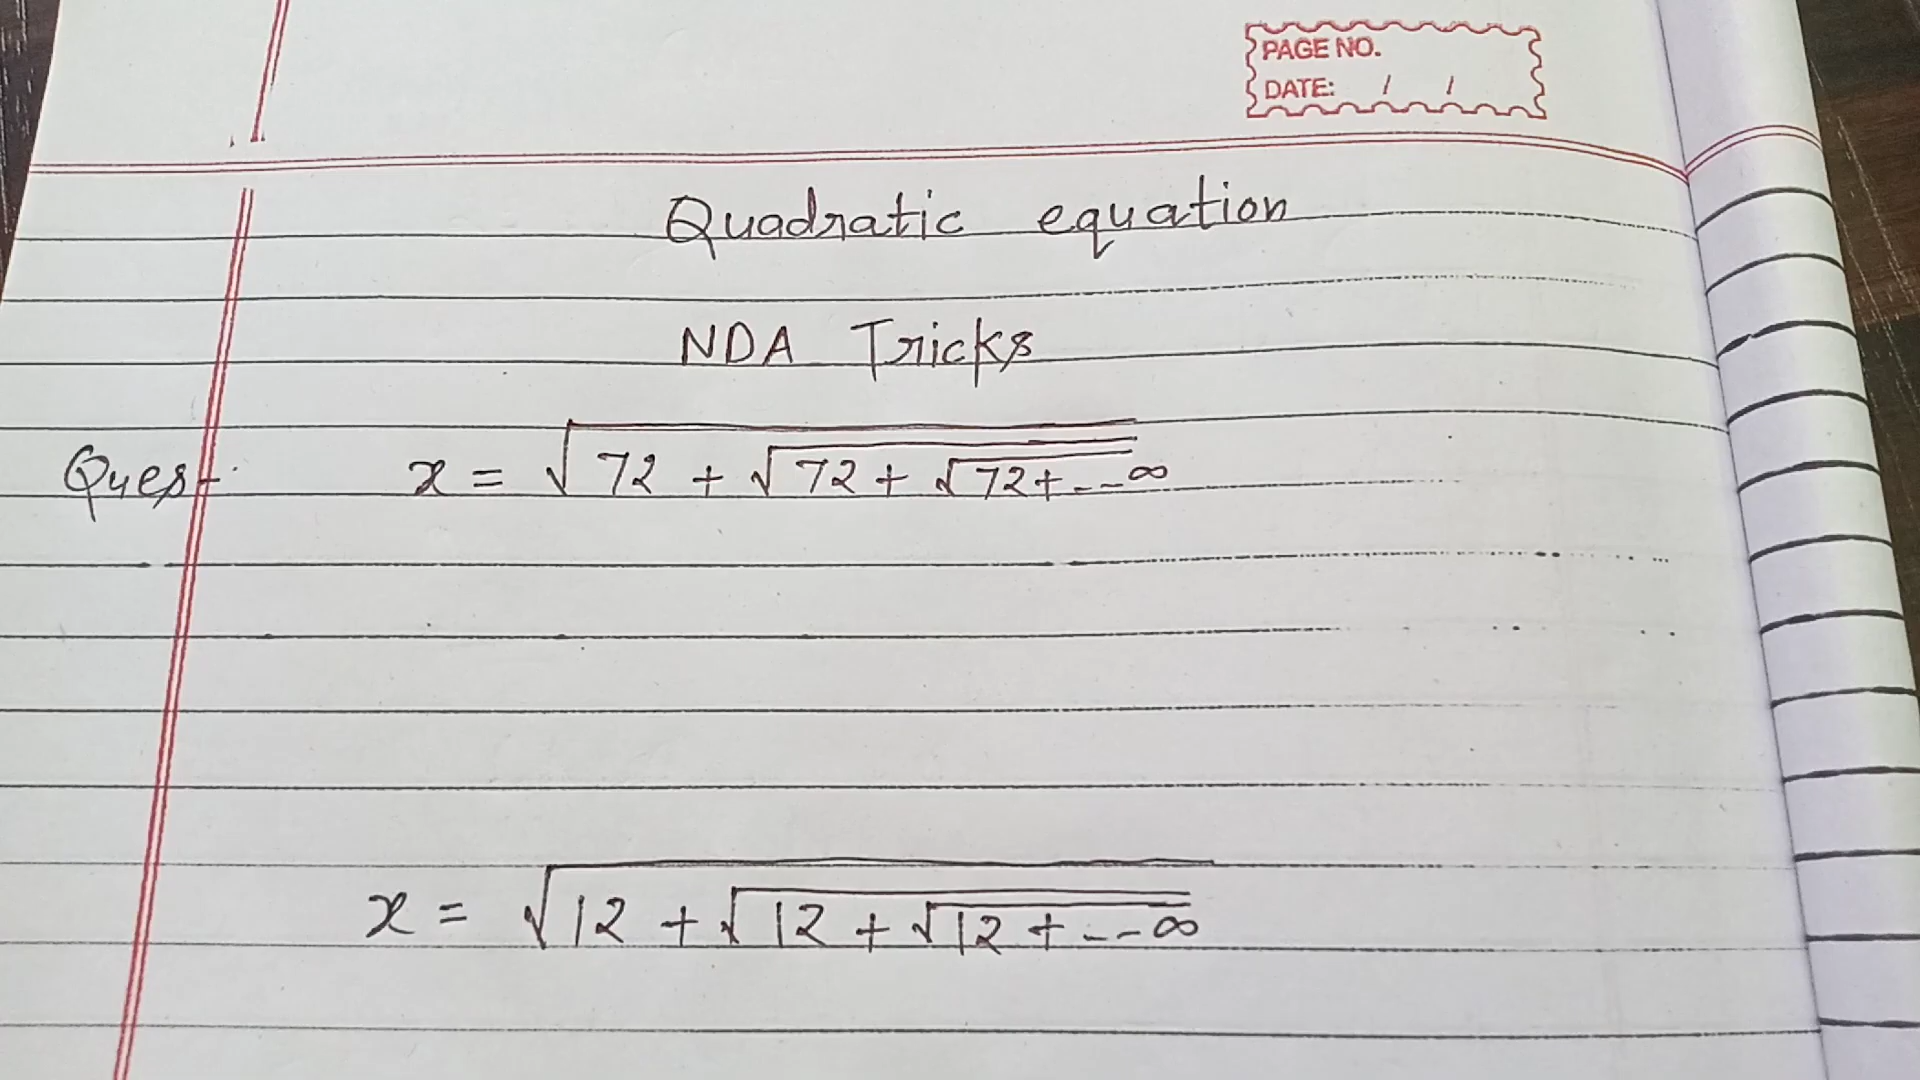 PAGE NO.
DATE: / /
Quadratic equation
NDA Tricks
Ques:- x = √72 + √72 + √72 + -- ∞
x = √12 + √12 + √12 + -- ∞